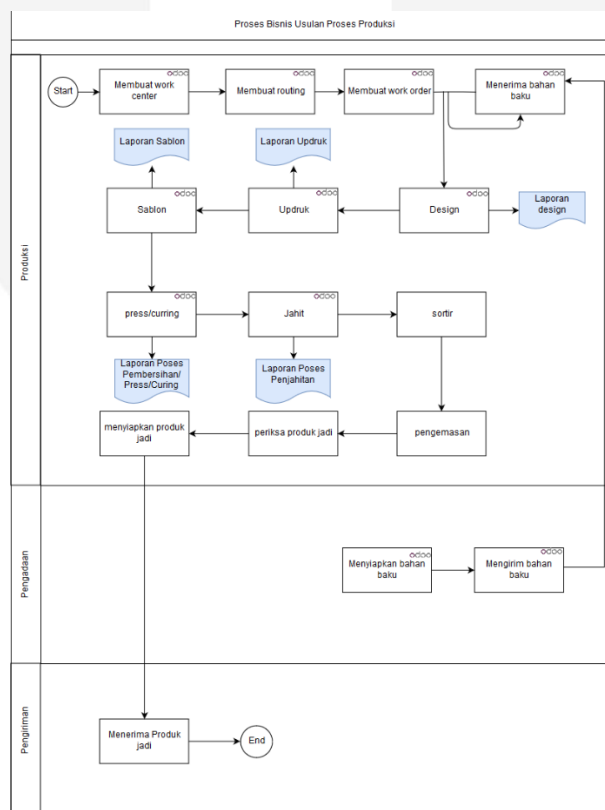 Proses Bisnis Usulan Proses Produksi
Produksi
Start
odoo
Membuat work
center
odoo
Membuat routing
odoo
Membuat work order
odoo
Menerima bahan
baku
Laporan Sablon
Laporan Updruk
odoo
Sablon
odoo
Updruk
odoo
Design
Laporan
design
odoo
press/curring
odoo
Jahit
sortir
Laporan Poses
Pembersihan/
Press/Curing
Laporan Poses
Penjahitan
menyiapkan produk
jadi
periksa produk jadi
pengemasan
Pengadaan
odoo
Menyiapkan bahan
baku
odoo
Mengirim bahan
baku
Pengiriman
Menerima Produk
jadi
End